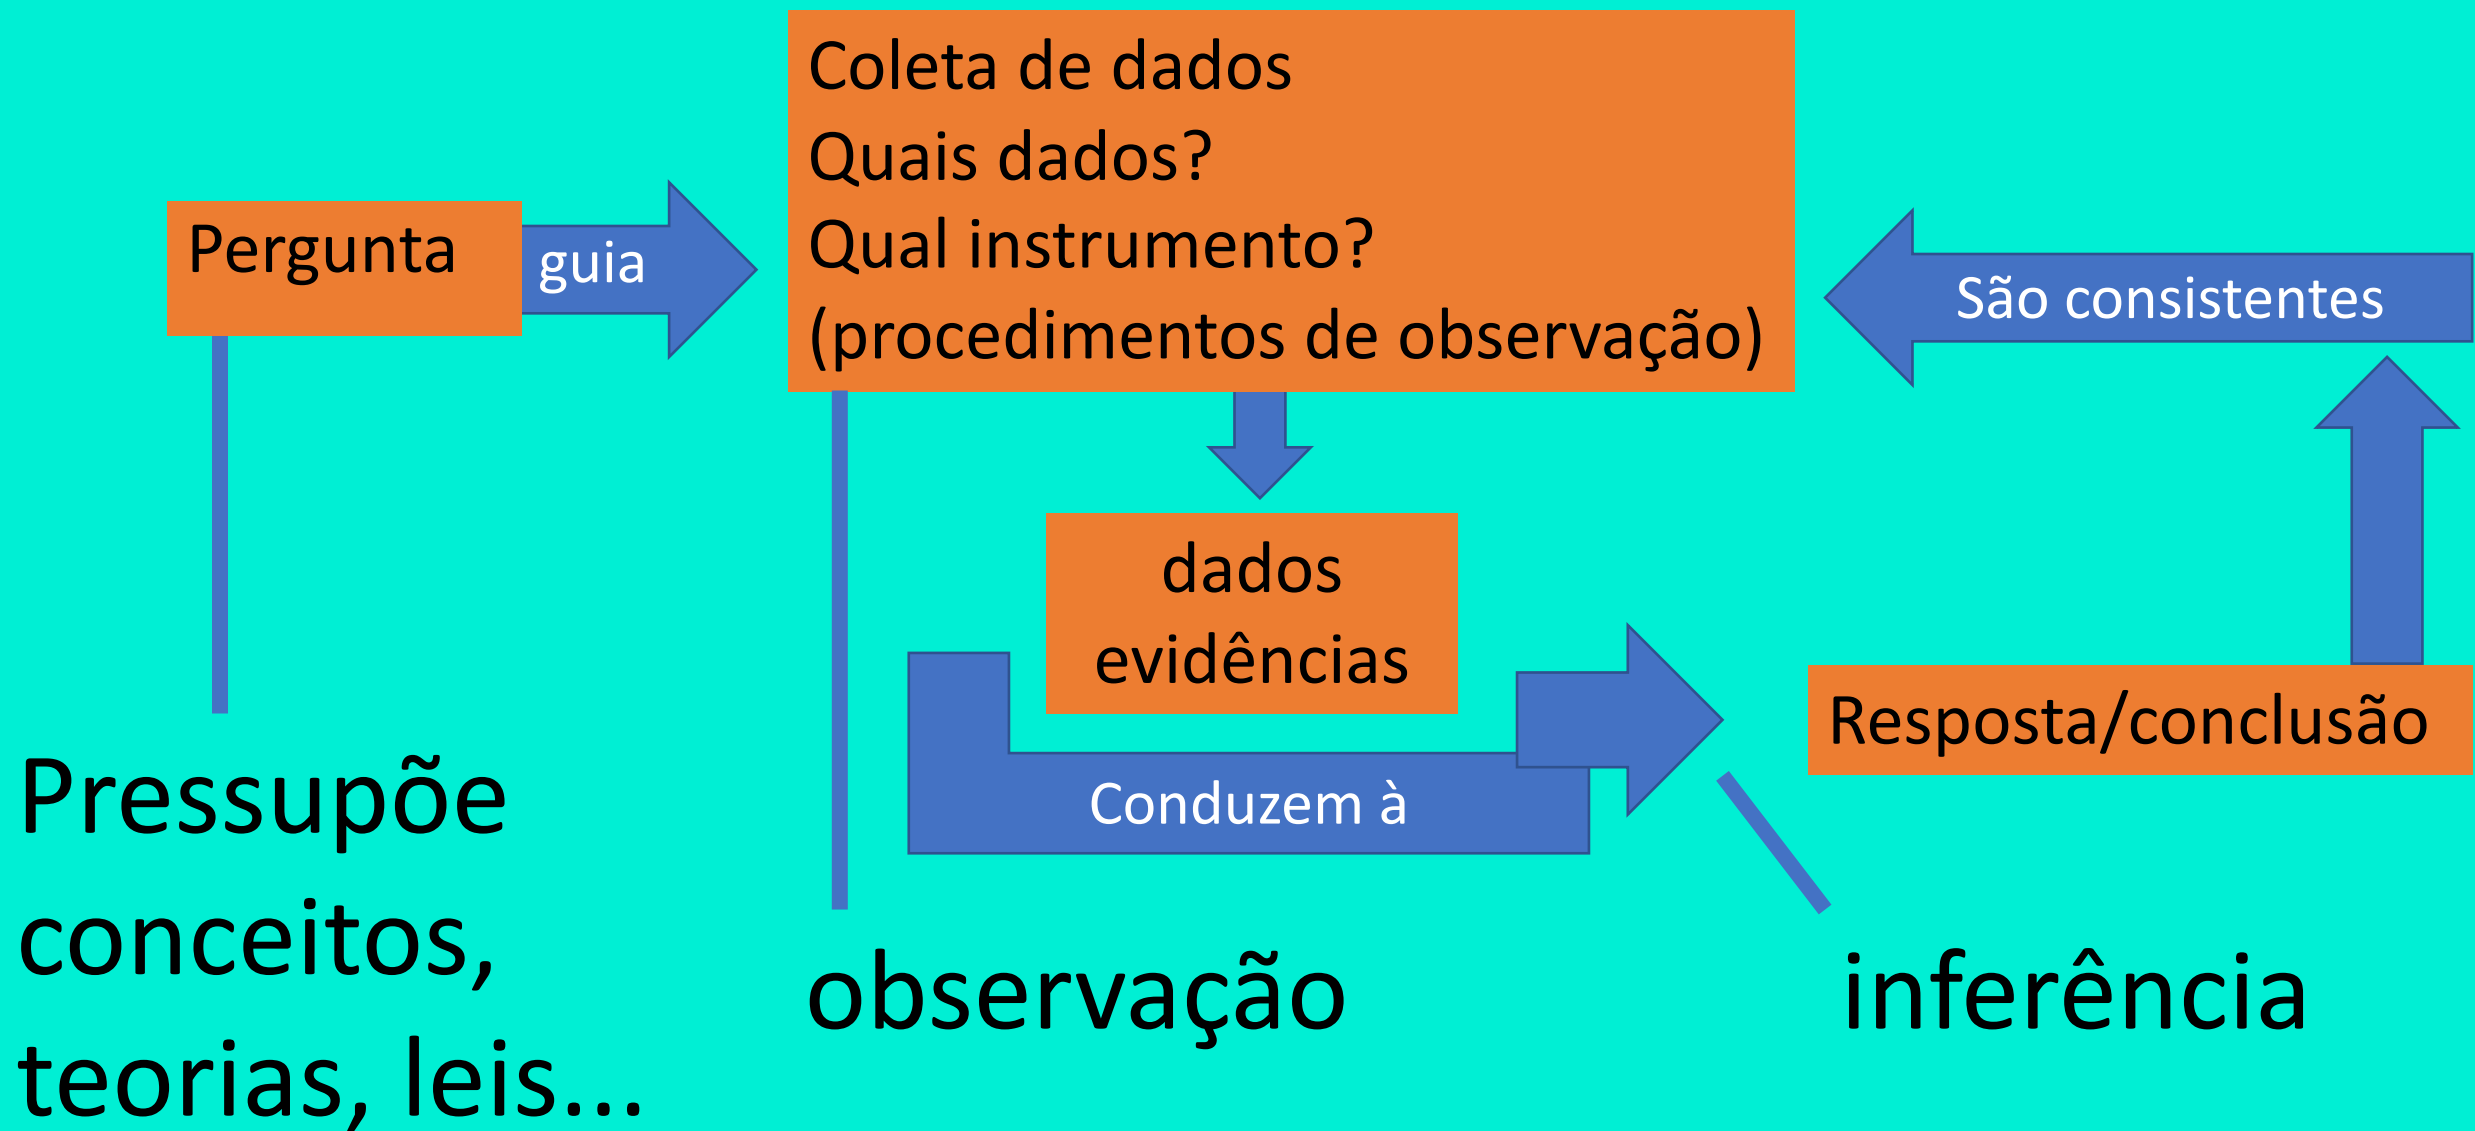 Pergunta
guia
Coleta de dados
Quais dados?
Qual instrumento?
(procedimentos de observação)
São consistentes
dados
evidências
Conduzem à
Resposta/conclusão
Pressupõe
conceitos,
teorias, leis...
observação
inferência